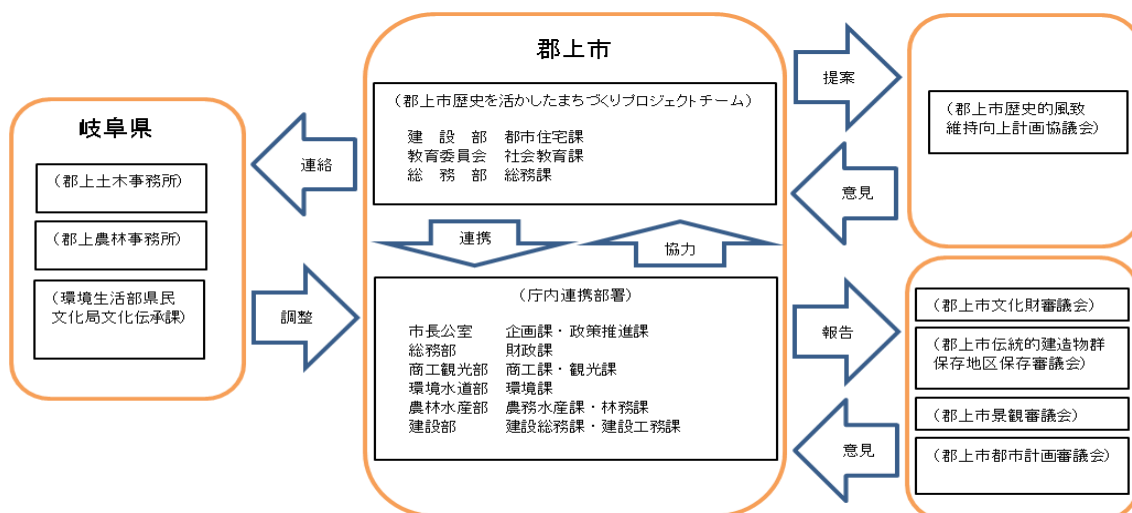 岐阜県
(郡上土木事務所)
(郡上農林事務所)
(環境生活部県民
文化局文化伝承課)
連絡
調整
郡上市
(郡上市歴史を活かしたまちづくりプロジェクトチーム)
建 設 部 都市住宅課
教育委員会 社会教育課
総 務 部 総務課
連携
協力
(庁内連携部署)
市長公室 企画課・政策推進課
総務部 財政課
商工観光部 商工課・観光課
環境水道部 環境課
農林水産部 農務水産課・林務課
建設部 建設総務課・建設工務課
提案
意見
報告
意見
(郡上市歴史的風致
維持向上計画協議会)
(郡上市文化財審議会)
(郡上市伝統的建造物群
保存地区保存審議会)
(郡上市景観審議会)
(郡上市都市計画審議会)